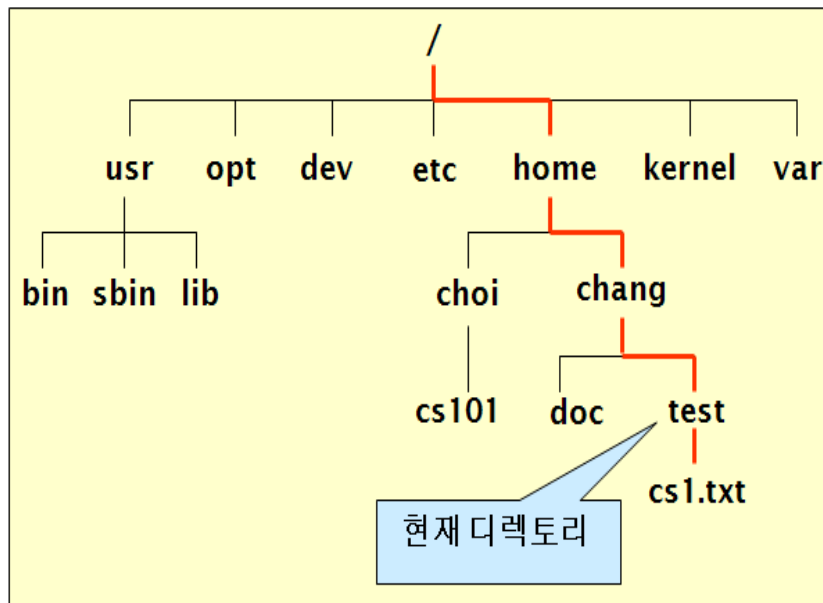 /
usr opt dev etc home kernel var
bin sbin lib choi chang
cs101 doc test
cs1.txt
현재 디렉토리